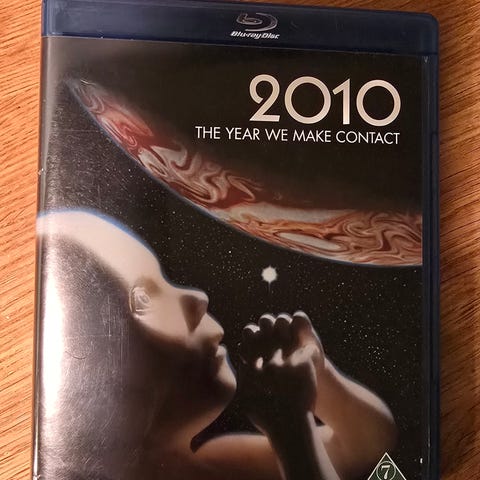 Blu-ray Disc
2010
THE YEAR WE MAKE CONTACT
7